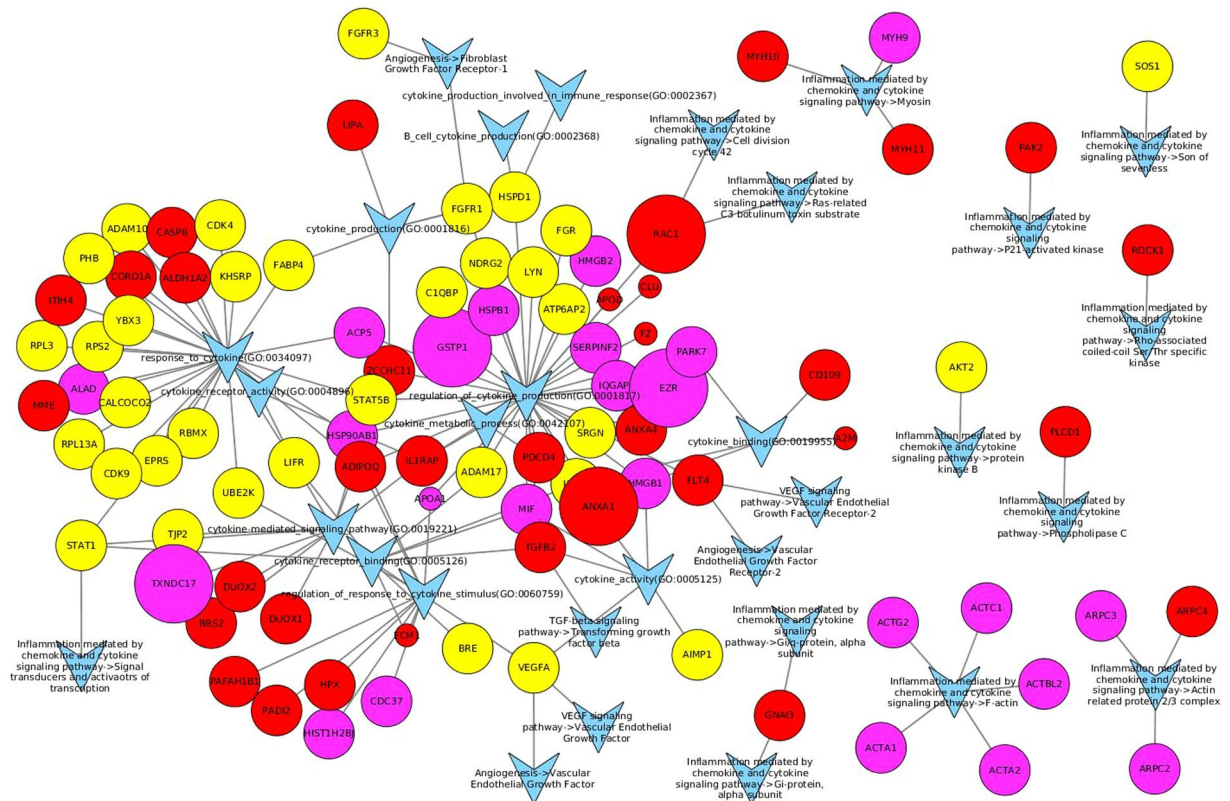 FGFR3
MYH9
Angiogenesis->Fibroblast
Growth Factor Receptor-1
MYH10
SOS1
cytokine_production_involved_in_immune_response(GO:0002367)
Inflammation mediated by
chemokine and cytokine
signaling pathway->Myosin
LIPA
B_cell_cytokine_production(GO:0002368)
Inflammation mediated by
chemokine and cytokine
signaling pathway->Cell division
cycle 42
MYH11
PAK2
Inflammation mediated by
chemokine and cytokine
signaling pathway->Son of
sevenless
Inflammation mediated by
chemokine and cytokine
signaling pathway->Ras-related
C3 botulinum toxin substrate
HSPD1
FGFR1
cytokine_production(GO:0001816)
FGR
RAC1
Inflammation mediated by
chemokine and cytokine
signaling
pathway->P21-activated kinase
ROCK1
ADAM10
CASP8
CDK4
PHB
CORO1A
ALDH1A2
KHSRP
FABP4
NDRG2
LYN
HMGB2
C1QBP
HSPB1
ATP6AP2
APOD
CLU
ITIH4
YBX3
RPL3
RPS2
ACP5
GSTP1
SERPINF2
F2
PARK7
Inflammation mediated by
chemokine and cytokine
signaling
pathway->Rho-associated
coiled-coil Ser/Thr specific
kinase
response_to_cytokine(GO:0034097)
ZCCHC11
AKT2
ALAD
MME
CALCOCO2
cytokine_receptor_activity(GO:0004896)
STAT5B
regulation_of_cytokine_production(GO:0001817)
EZR
CD109
RPL13A
RBMX
HSP90AB1
cytokine_metabolic_process(GO:0042107)
SRGN
ANXA4
cytokine_binding(GO:0019955)
A2M
PLCD1
CDK9
EPRS
LIFR
ADIPOQ
IL1RAP
ADAM17
PDCD4
HMGB1
FLT4
Inflammation mediated by
chemokine and cytokine
signaling pathway->protein
kinase B
UBE2K
APOA1
MIF
ANXA1
VEGF signaling
pathway->Vascular Endothelial
Growth Factor Receptor-2
Inflammation mediated by
chemokine and cytokine
signaling
pathway->Phospholipase C
STAT1
TJP2
cytokine-mediated_signaling_pathway(GO:0019221)
TGFB2
cytokine_receptor_binding(GO:0005126)
Angiogenesis->Vascular
Endothelial Growth Factor
Receptor-2
TXNDC17
DUOX2
regulation_of_response_to_cytokine_stimulus(GO:0060759)
cytokine_activity(GO:0005125)
BBS2
DUOX1
ECM1
BRE
VEGFA
TGF-beta signaling
pathway->Transforming growth
factor beta
AIMP1
Inflammation mediated by
chemokine and cytokine
signaling
pathway->Gi/q-protein, alpha
subunit
ACTG2
ACTC1
ARPC3
ARPC4
Inflammation mediated by
chemokine and cytokine
signaling pathway->Signal
transducers and activaotrs of
transcription
PAFAH1B1
HPX
PADI2
CDC37
HIST1H2BJ
GNAI3
Inflammation mediated by
chemokine and cytokine
signaling pathway->F-actin
ACTBL2
Inflammation mediated by
chemokine and cytokine
signaling pathway->Actin
related protein 2/3 complex
VEGF signaling
pathway->Vascular Endothelial
Growth Factor
ACTA1
ACTA2
ARPC2
Angiogenesis->Vascular
Endothelial Growth Factor
Inflammation mediated by
chemokine and cytokine
signaling pathway->Gi-protein,
alpha subunit